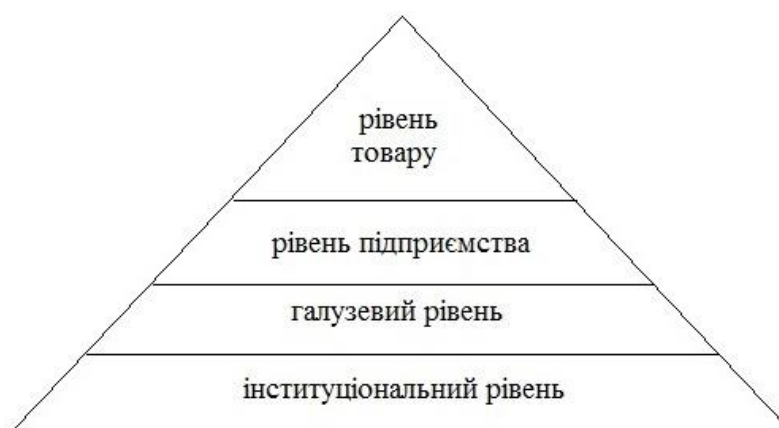 рівень
товару
рівень підприємства
галузевий рівень
інституціональний рівень